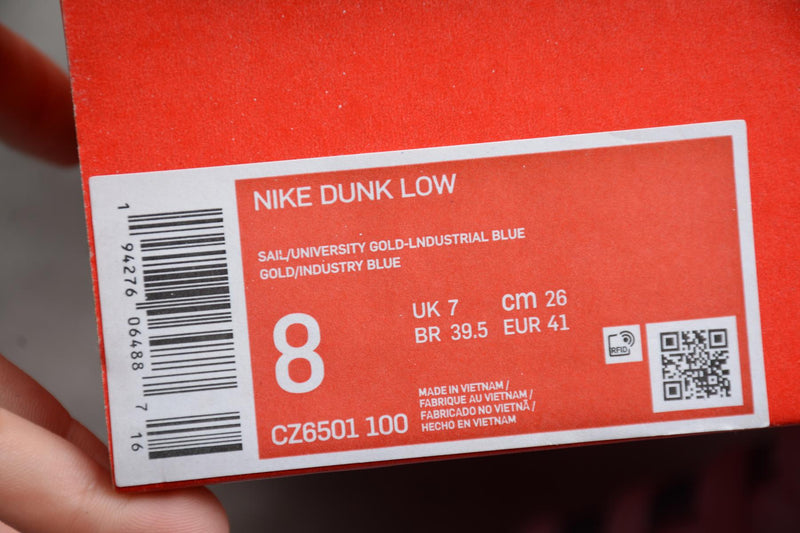 NIKE DUNK LOW
SAIL/UNIVERSITY GOLD-LNDUSTRIAL BLUE
GOLD/INDUSTRY BLUE
8
UK 7 cm 26
BR 39.5 EUR 41
RFID
CZ6501 100
MADE IN VIETNAM /
FABRIQUE AU VIETNAM /
FABRICADO NO VIETNÃ /
HECHO EN VIETNAM
1 94276 06488 7 16